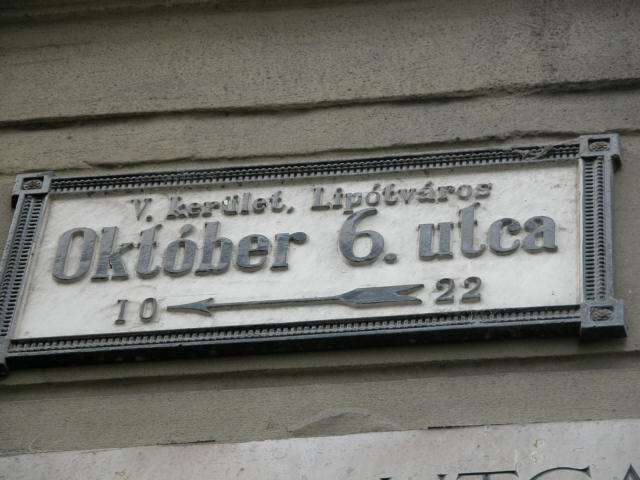 V. kerület, Lipótváros
Október 6. utca
10 22